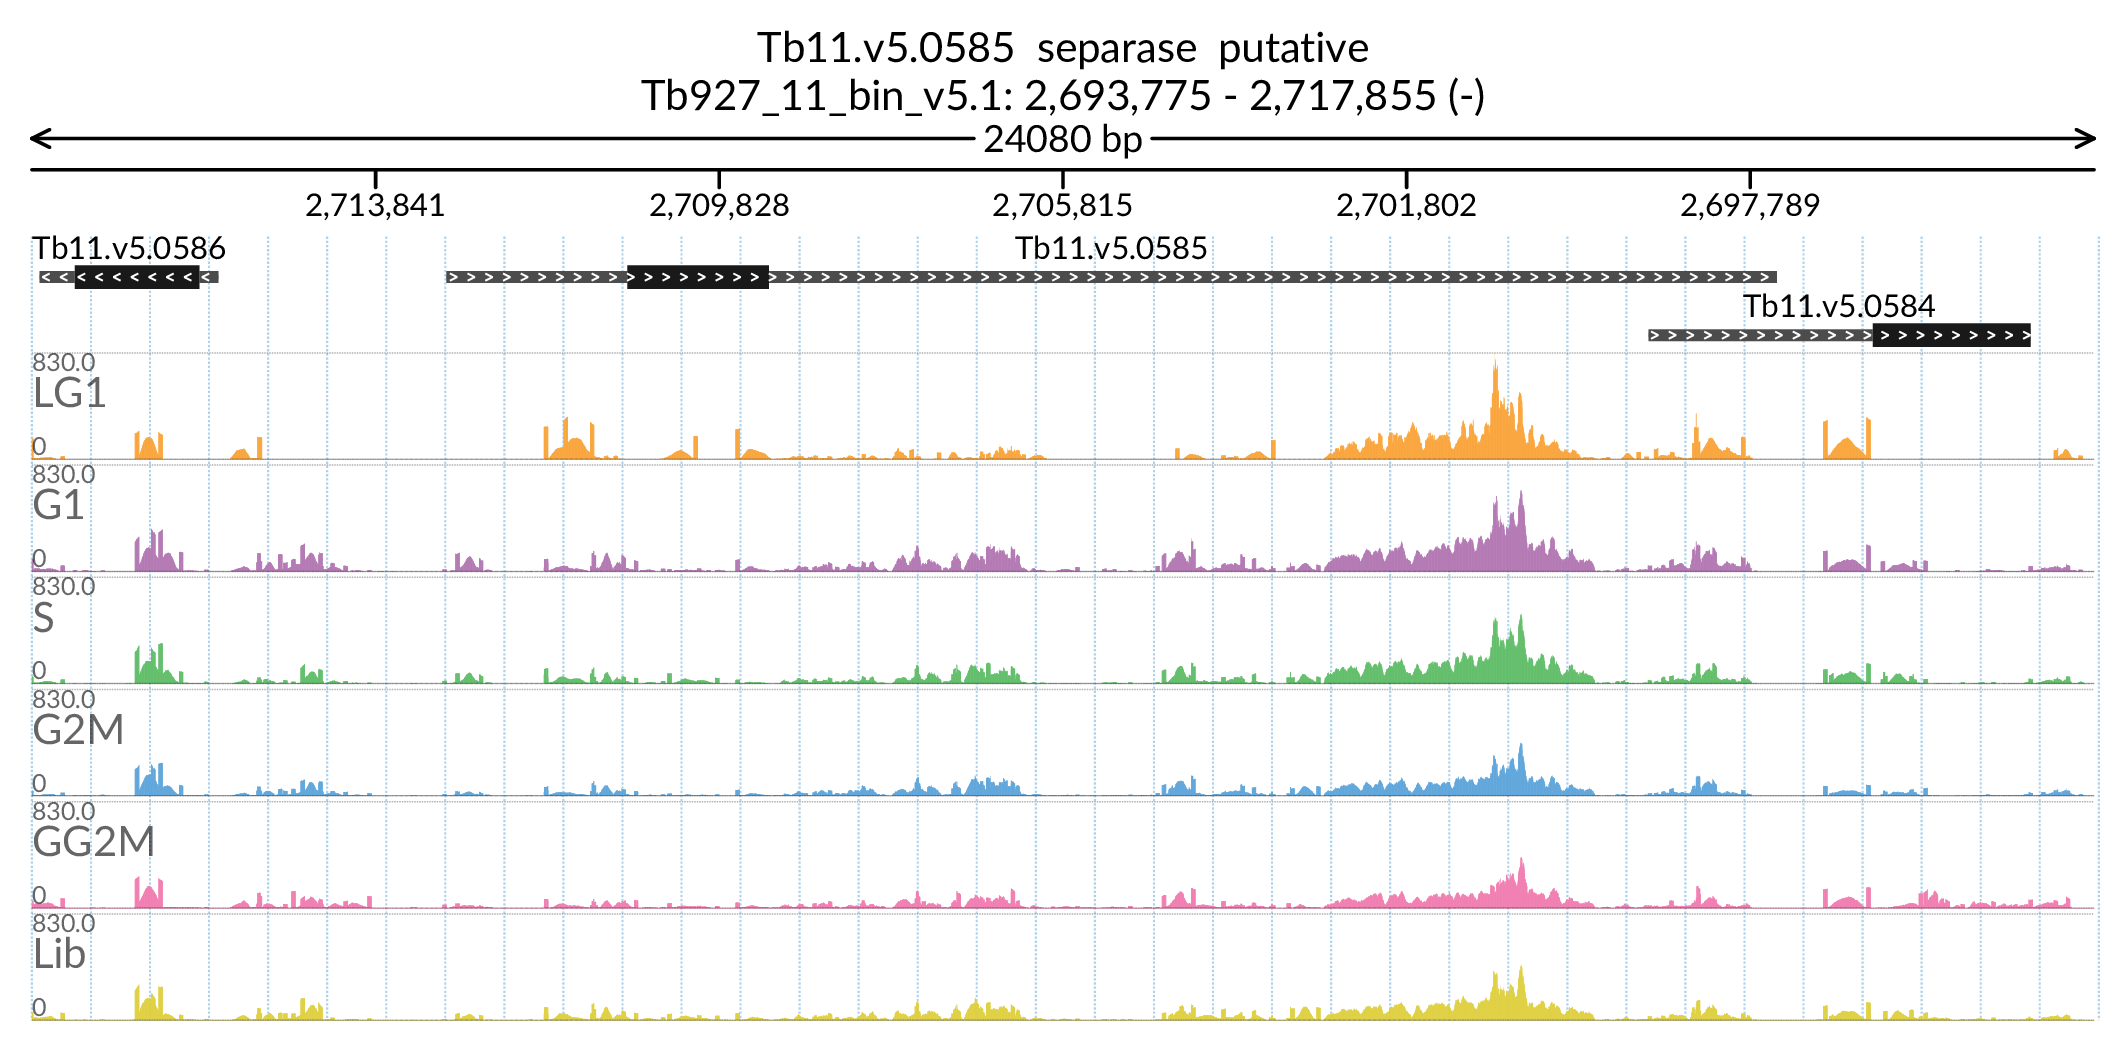 Tb11.v5.0585 separase putative
Tb927_11_bin_v5.1: 2,693,775 - 2,717,855 (-)
24080 bp
2,713,841 2,709,828 2,705,815 2,701,802 2,697,789
Tb11.v5.0586 Tb11.v5.0585
Tb11.v5.0584
830.0
LG1
0
830.0
G1
0
830.0
S
0
830.0
G2M
0
830.0
GG2M
0
830.0
Lib
0